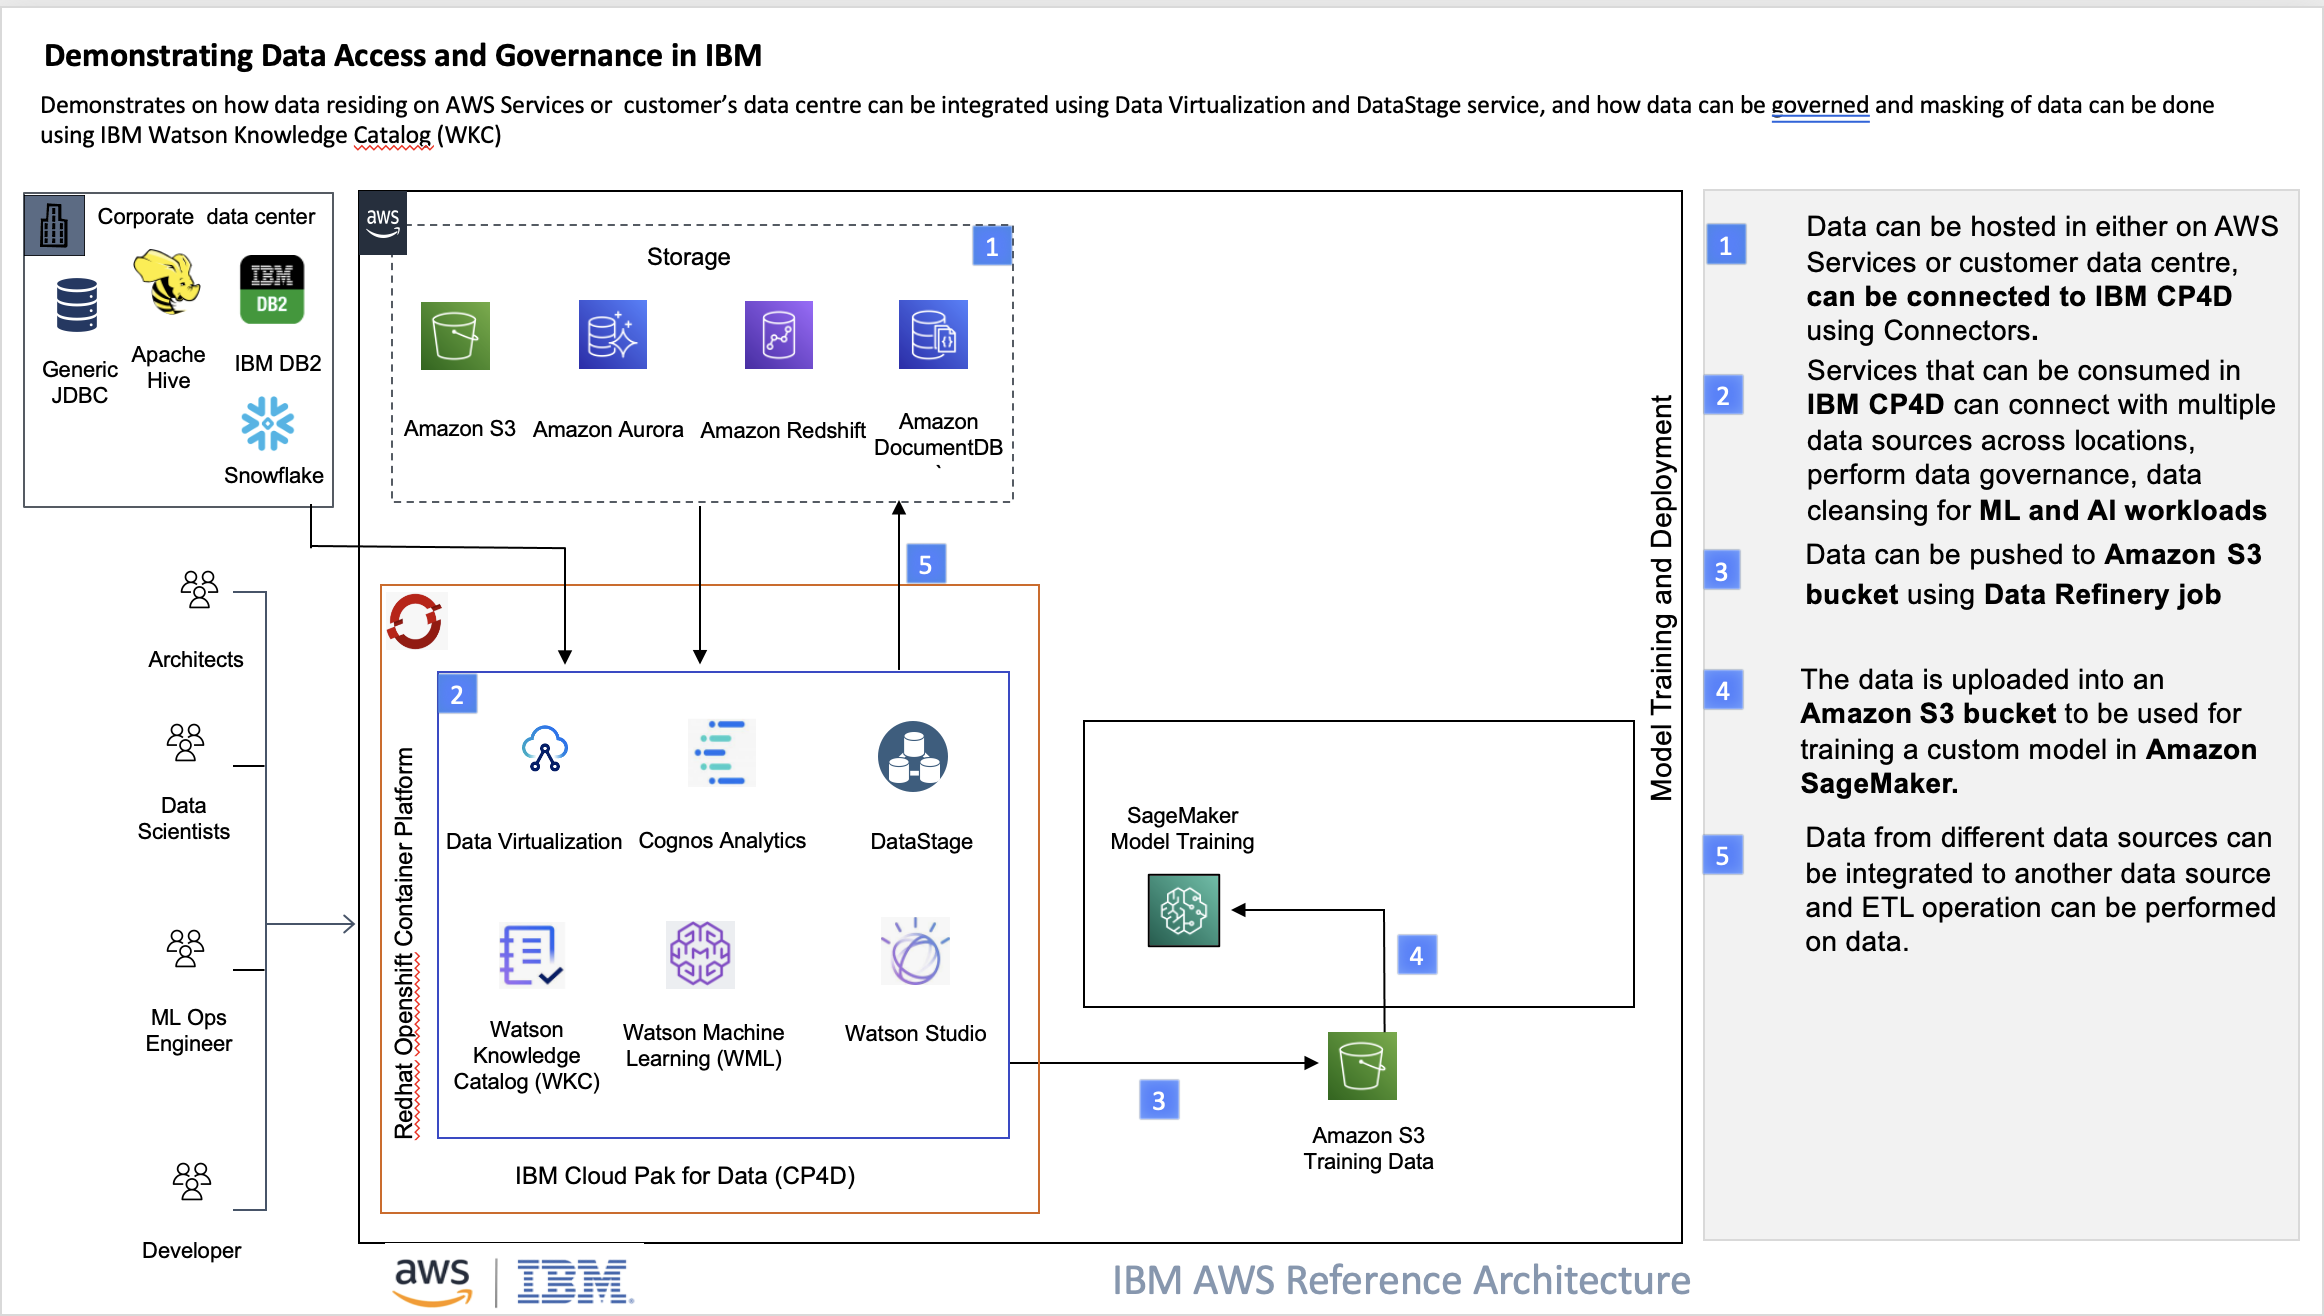 Demonstrating Data Access and Governance in IBM
Demonstrates on how data residing on AWS Services or customer's data centre can be integrated using Data Virtualization and DataStage service, and how data can be governed and masking of data can be done
using IBM Watson Knowledge Catalog (WKC)
Corporate data center
Generic
JDBC
Apache
Hive
IBM
DB2
IBM DB2
Snowflake
Architects
Data
Scientists
ML Ops
Engineer
Developer
aws
Storage
1
Amazon S3
Amazon Aurora
Amazon Redshift
Amazon
DocumentDB
`
5
Redhat Openshift Container Platform
2
Data Virtualization
Cognos Analytics
DataStage
Watson
Knowledge
Catalog (WKC)
Watson Machine
Learning (WML)
Watson Studio
IBM Cloud Pak for Data (CP4D)
3
Model Training and Deployment
SageMaker
Model Training
4
Amazon S3
Training Data
1
Data can be hosted in either on AWS
Services or customer data centre,
can be connected to IBM CP4D
using Connectors.
2
Services that can be consumed in
IBM CP4D can connect with multiple
data sources across locations,
perform data governance, data
cleansing for ML and AI workloads
3
Data can be pushed to Amazon S3
bucket using Data Refinery job
4
The data is uploaded into an
Amazon S3 bucket to be used for
training a custom model in Amazon
SageMaker.
5
Data from different data sources can
be integrated to another data source
and ETL operation can be performed
on data.
aws
IBM
IBM AWS Reference Architecture